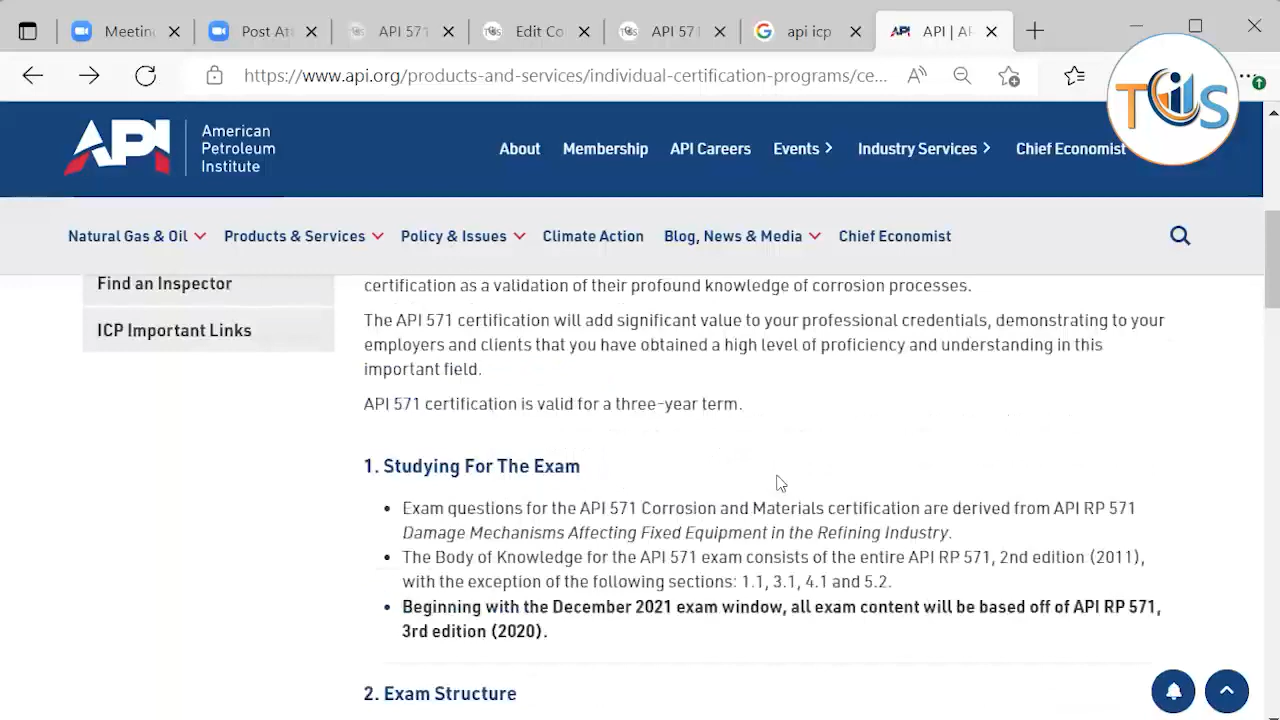 Meetin
Post At
API 571
Edit Co
API 571
api icp
API | AP
https://www.api.org/products-and-services/individual-certification-programs/ce...
TCILS
API
American
Petroleum
Institute
About
Membership
API Careers
Events
Industry Services
Chief Economist
Natural Gas & Oil
Products & Services
Policy & Issues
Climate Action
Blog, News & Media
Chief Economist
Find an Inspector
ICP Important Links
certification as a validation of their profound knowledge of corrosion processes.
The API 571 certification will add significant value to your professional credentials, demonstrating to your
employers and clients that you have obtained a high level of proficiency and understanding in this
important field.
API 571 certification is valid for a three-year term.
1. Studying For The Exam
• Exam questions for the API 571 Corrosion and Materials certification are derived from API RP 571
Damage Mechanisms Affecting Fixed Equipment in the Refining Industry.
• The Body of Knowledge for the API 571 exam consists of the entire API RP 571, 2nd edition (2011),
with the exception of the following sections: 1.1, 3.1, 4.1 and 5.2.
• Beginning with the December 2021 exam window, all exam content will be based off of API RP 571,
3rd edition (2020).
2. Exam Structure